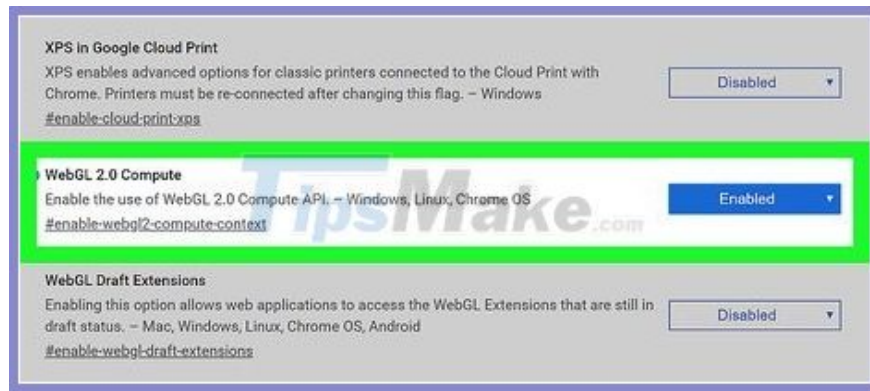 XPS in Google Cloud Print
XPS enables advanced options for classic printers connected to the Cloud Print with
Chrome. Printers must be re-connected after changing this flag. – Windows
#enable-cloud-print-xps
Disabled
WebGL 2.0 Compute
Enable the use of WebGL 2.0 Compute API. – Windows, Linux, Chrome OS
#enable-webgl2-compute-context
Enabled
TipsMake.com
WebGL Draft Extensions
Enabling this option allows web applications to access the WebGL Extensions that are still in
draft status. – Mac, Windows, Linux, Chrome OS, Android
#enable-webgl-draft-extensions
Disabled